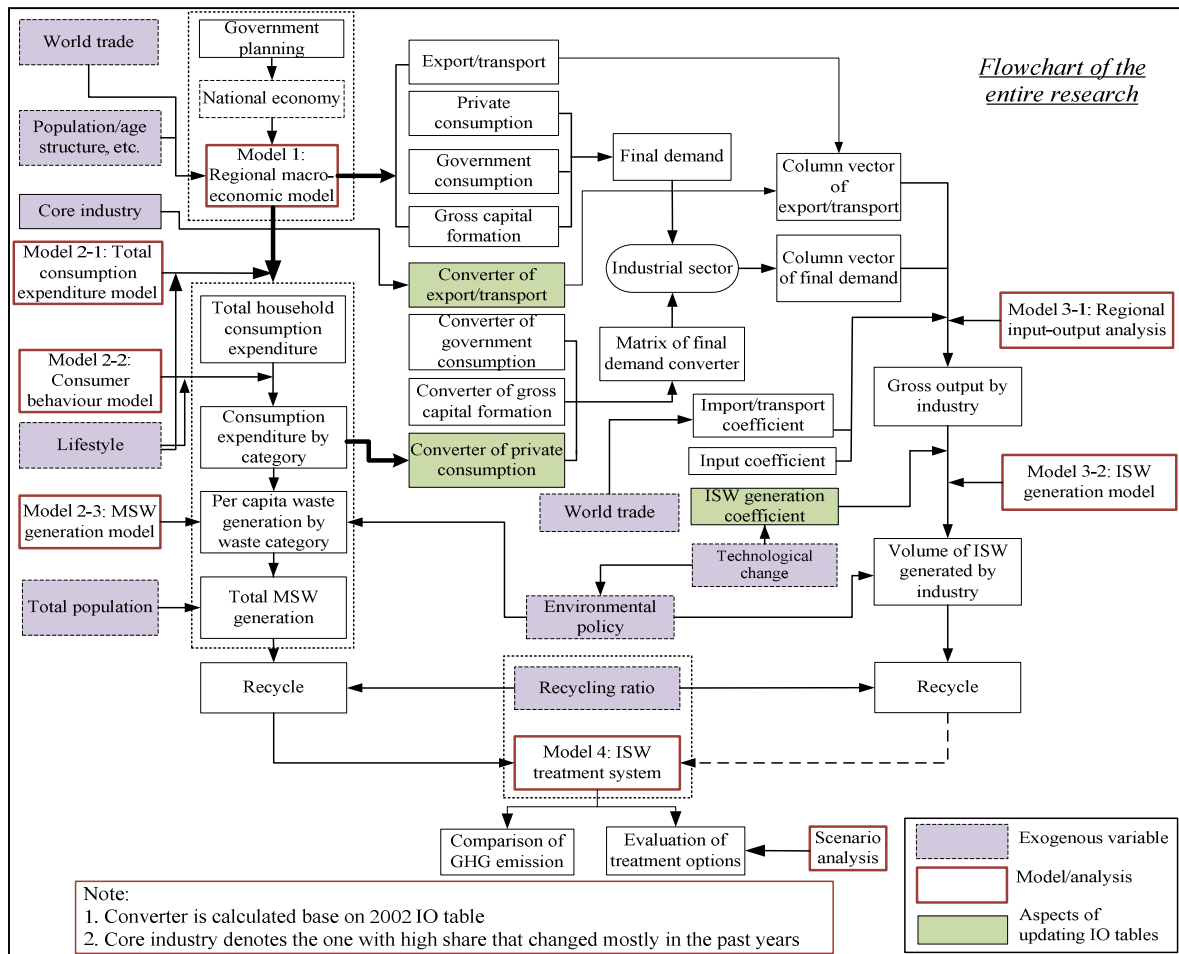 Flowchart of the
entire research
World trade
Government
planning
National economy
Population/age
structure, etc.
Model 1:
Regional macro-
economic model
Core industry
Model 2-1: Total
consumption
expenditure model
Total household
consumption
expenditure
Model 2-2:
Consumer
behaviour model
Lifestyle
Consumption
expenditure by
category
Model 2-3: MSW
generation model
Per capita waste
generation by
waste category
Total population
Total MSW
generation
Recycle
Export/transport
Private
consumption
Government
consumption
Gross capital
formation
Final demand
Column vector
of
export/transport
Converter of
export/transport
Industrial sector
Column vector
of final demand
Converter of
government
consumption
Matrix of final
demand converter
Converter of gross
capital formation
Converter of
private consumption
Import/transport
coefficient
Input coefficient
Model 3-1: Regional
input-output analysis
Gross output by
industry
World trade
ISW generation
coefficient
Model 3-2: ISW
generation model
Technological
change
Environmental
policy
Volume of ISW
generated by
industry
Recycling ratio
Recycle
Model 4: ISW
treatment system
Comparison of
GHG emission
Evaluation of
treatment options
Scenario
analysis
Exogenous variable
Model/analysis
Aspects of
updating IO tables
Note:
1. Converter is calculated base on 2002 IO table
2. Core industry denotes the one with high share that changed mostly in the past years